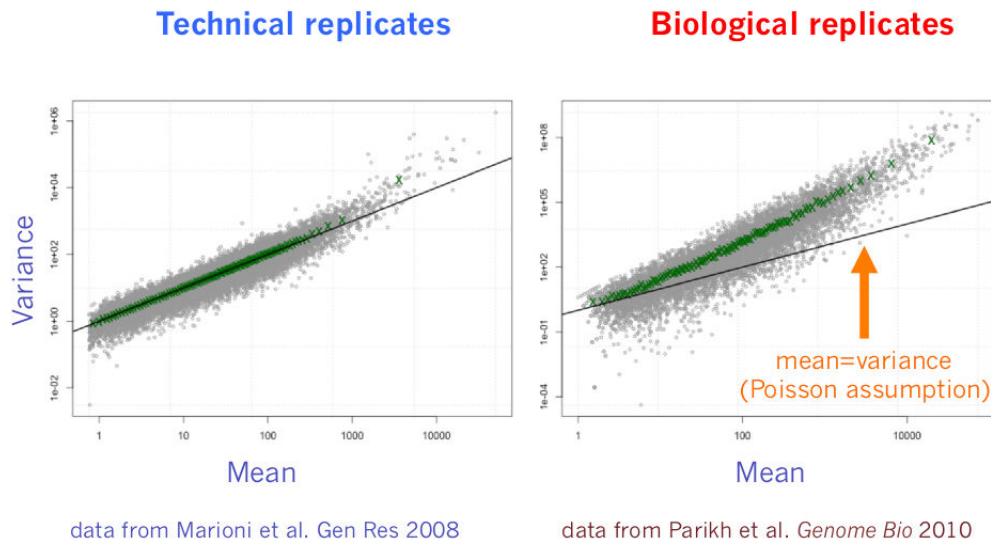 Technical replicates
Biological replicates
Variance
1e+06
1e+04
1e+02
1e+00
1e-02
1
10
100
1000
10000
Mean
1e+08
1e+05
1e+02
1e-01
1e-04
1
100
10000
mean=variance
(Poisson assumption)
Mean
data from Marioni et al. Gen Res 2008
data from Parikh et al. Genome Bio 2010